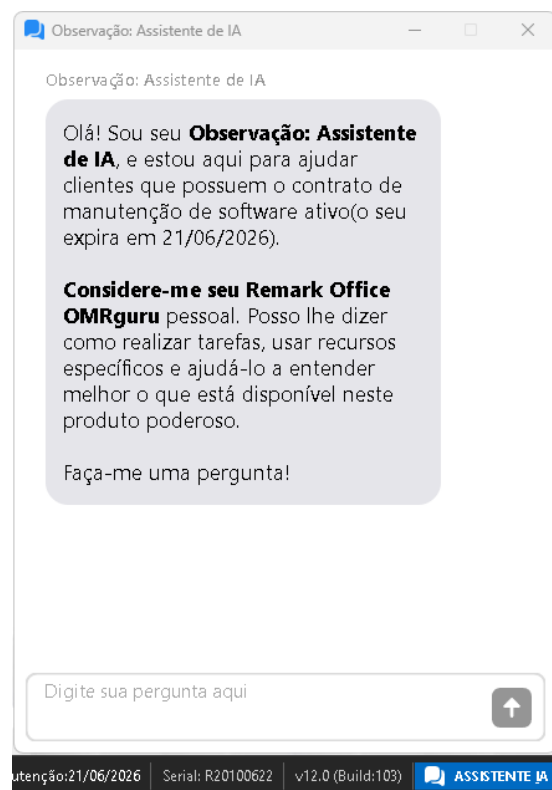 Observação: Assistente de IA
Observação: Assistente de IA
Olá! Sou seu Observação: Assistente
de IA, e estou aqui para ajudar
clientes que possuem o contrato de
manutenção de software ativo(o seu
expira em 21/06/2026).
Considere-me seu Remark Office
OMRguru pessoal. Posso lhe dizer
como realizar tarefas, usar recursos
específicos e ajudá-lo a entender
melhor o que está disponível neste
produto poderoso.
Faça-me uma pergunta!
Digite sua pergunta aqui
utenção:21/06/2026 Serial: R20100622 v12.0 (Build:103) ASSISTENTE IA